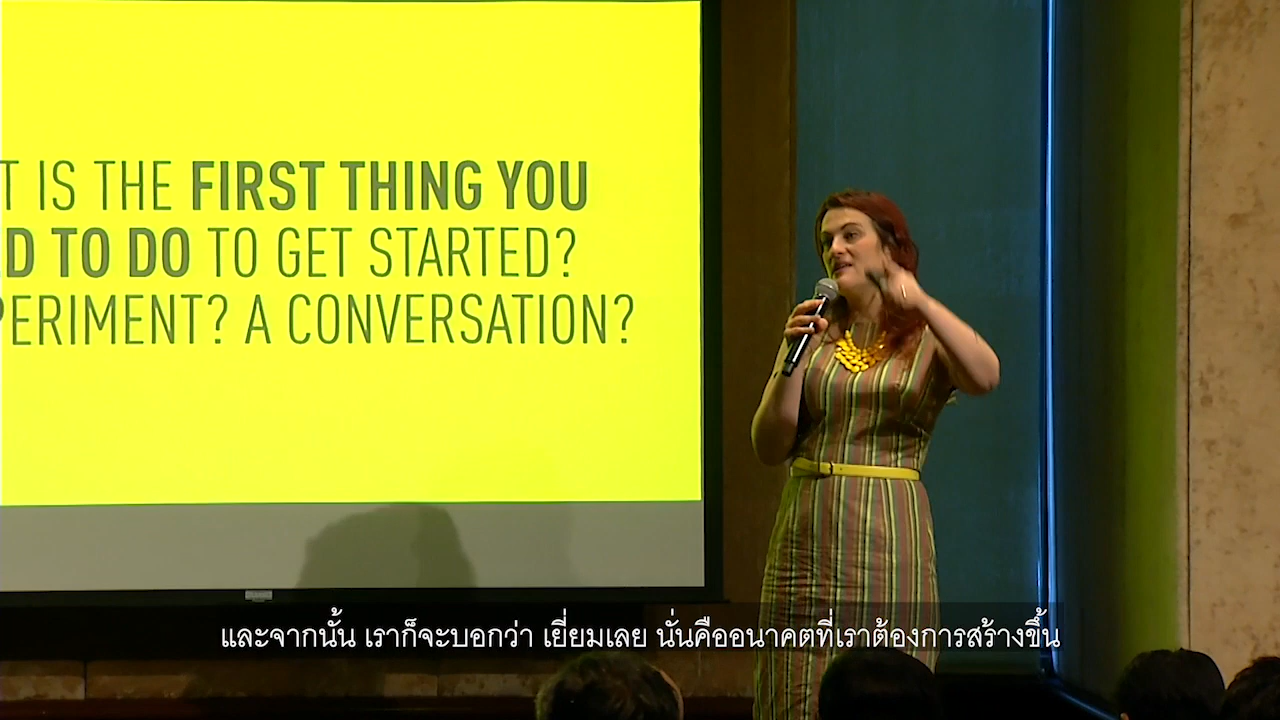 T IS THE FIRST THING YOU
D TO DO TO GET STARTED?
PERIMENT? A CONVERSATION?
และจากนั้น เราก็จะบอกว่า เยี่ยมเลย นั่นคืออนาคตที่เราต้องการสร้างขึ้น